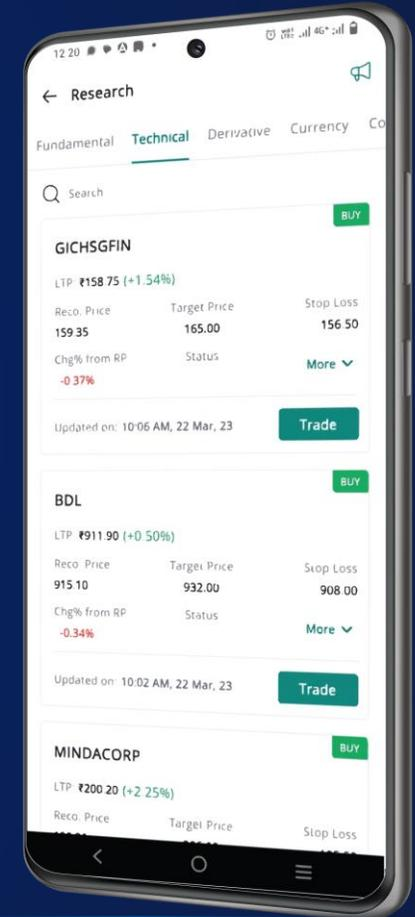 12 20
4G+
← Research
Fundamental Technical Derivative Currency Co
Search
BUY
GICHSGFIN
LTP ₹158 75 (+1.54%)
Reco. Price Target Price Stop Loss
159 35 165.00 156 50
Chg% from RP Status More
-0 37%
Updated on: 10:06 AM, 22 Mar, 23 Trade
BUY
BDL
LTP ₹911 90 (+0 50%)
Reco Price Target Price Stop Loss
915 10 932.00 908 00
Chg% from RP Status More
-0.34%
Updated on: 10:02 AM, 22 Mar, 23 Trade
BUY
MINDACORP
LTP ₹200 20 (+2 25%)
Reco. Price Target Price Stop Loss